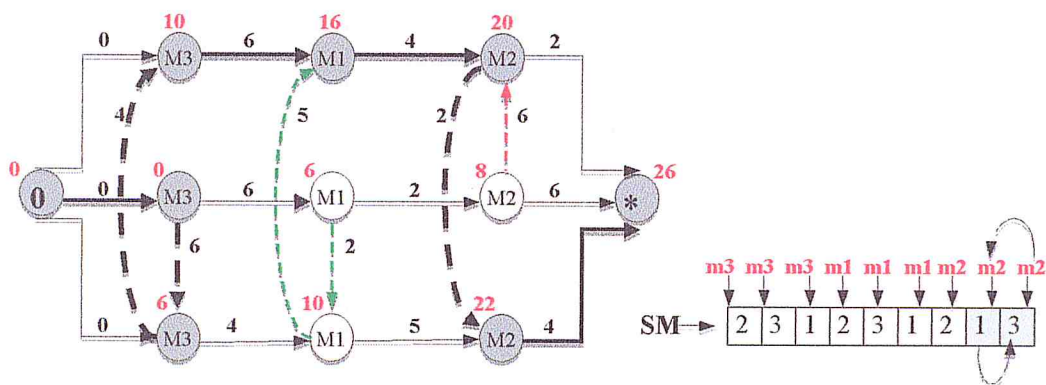 10 16 20
0 6 4 2
M3 M1 M2
4 5 2 6
0 0 6 8 26
0 0 M3 6 M1 2 M2 6 *
6 2
m3 m3 m3 m1 m1 m1 m2 m2 m2
6 10 22
SM 2 3 1 2 3 1 2 1 3
0 M3 4 M1 5 M2 4